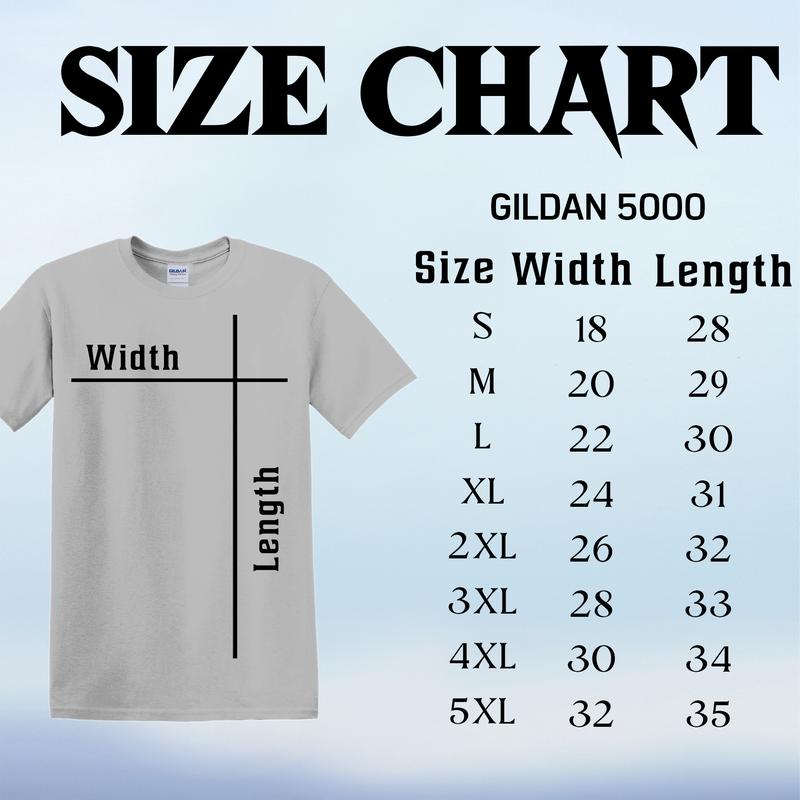 SIZE CHART
GILDAN 5000
Size Width Length
S 18 28
M 20 29
L 22 30
XL 24 31
2XL 26 32
3XL 28 33
4XL 30 34
5XL 32 35
GILDAN
Width
Length